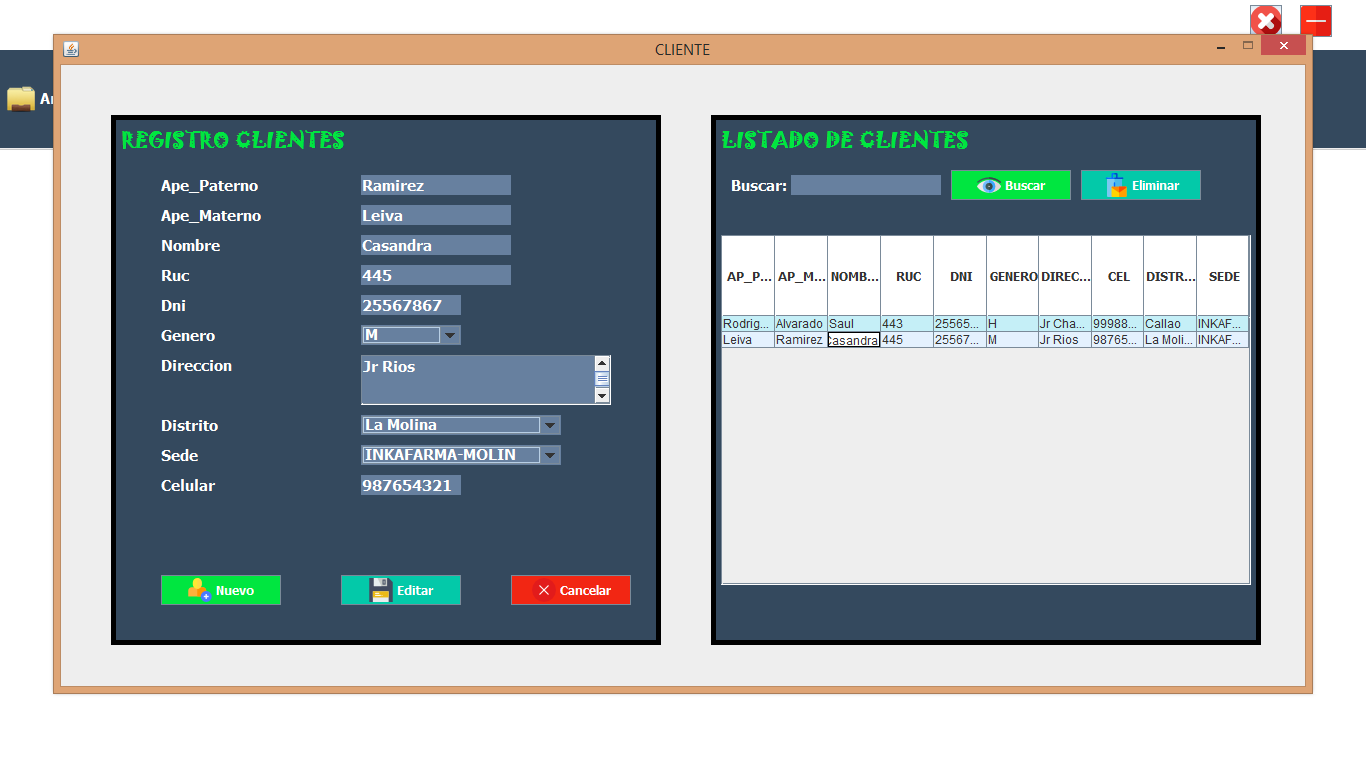 CLIENTE
REGISTRO CLIENTES
Ape_Paterno Ramirez
Ape_Materno Leiva
Nombre Casandra
Ruc 445
Dni 25567867
Genero M
Direccion Jr Rios
Distrito La Molina
Sede INKAFARMA-MOLIN
Celular 987654321
Nuevo Editar Cancelar
LISTADO DE CLIENTES
Buscar: Buscar Eliminar
AP_P... AP_M... NOMB... RUC DNI GENERO DIREC... CEL DISTR... SEDE
Rodrig... Alvarado Saul 443 25565... H Jr Cha... 99988... Callao INKAF...
Leiva Ramirez Casandra 445 25567... M Jr Rios 98765... La Moli... INKAF...